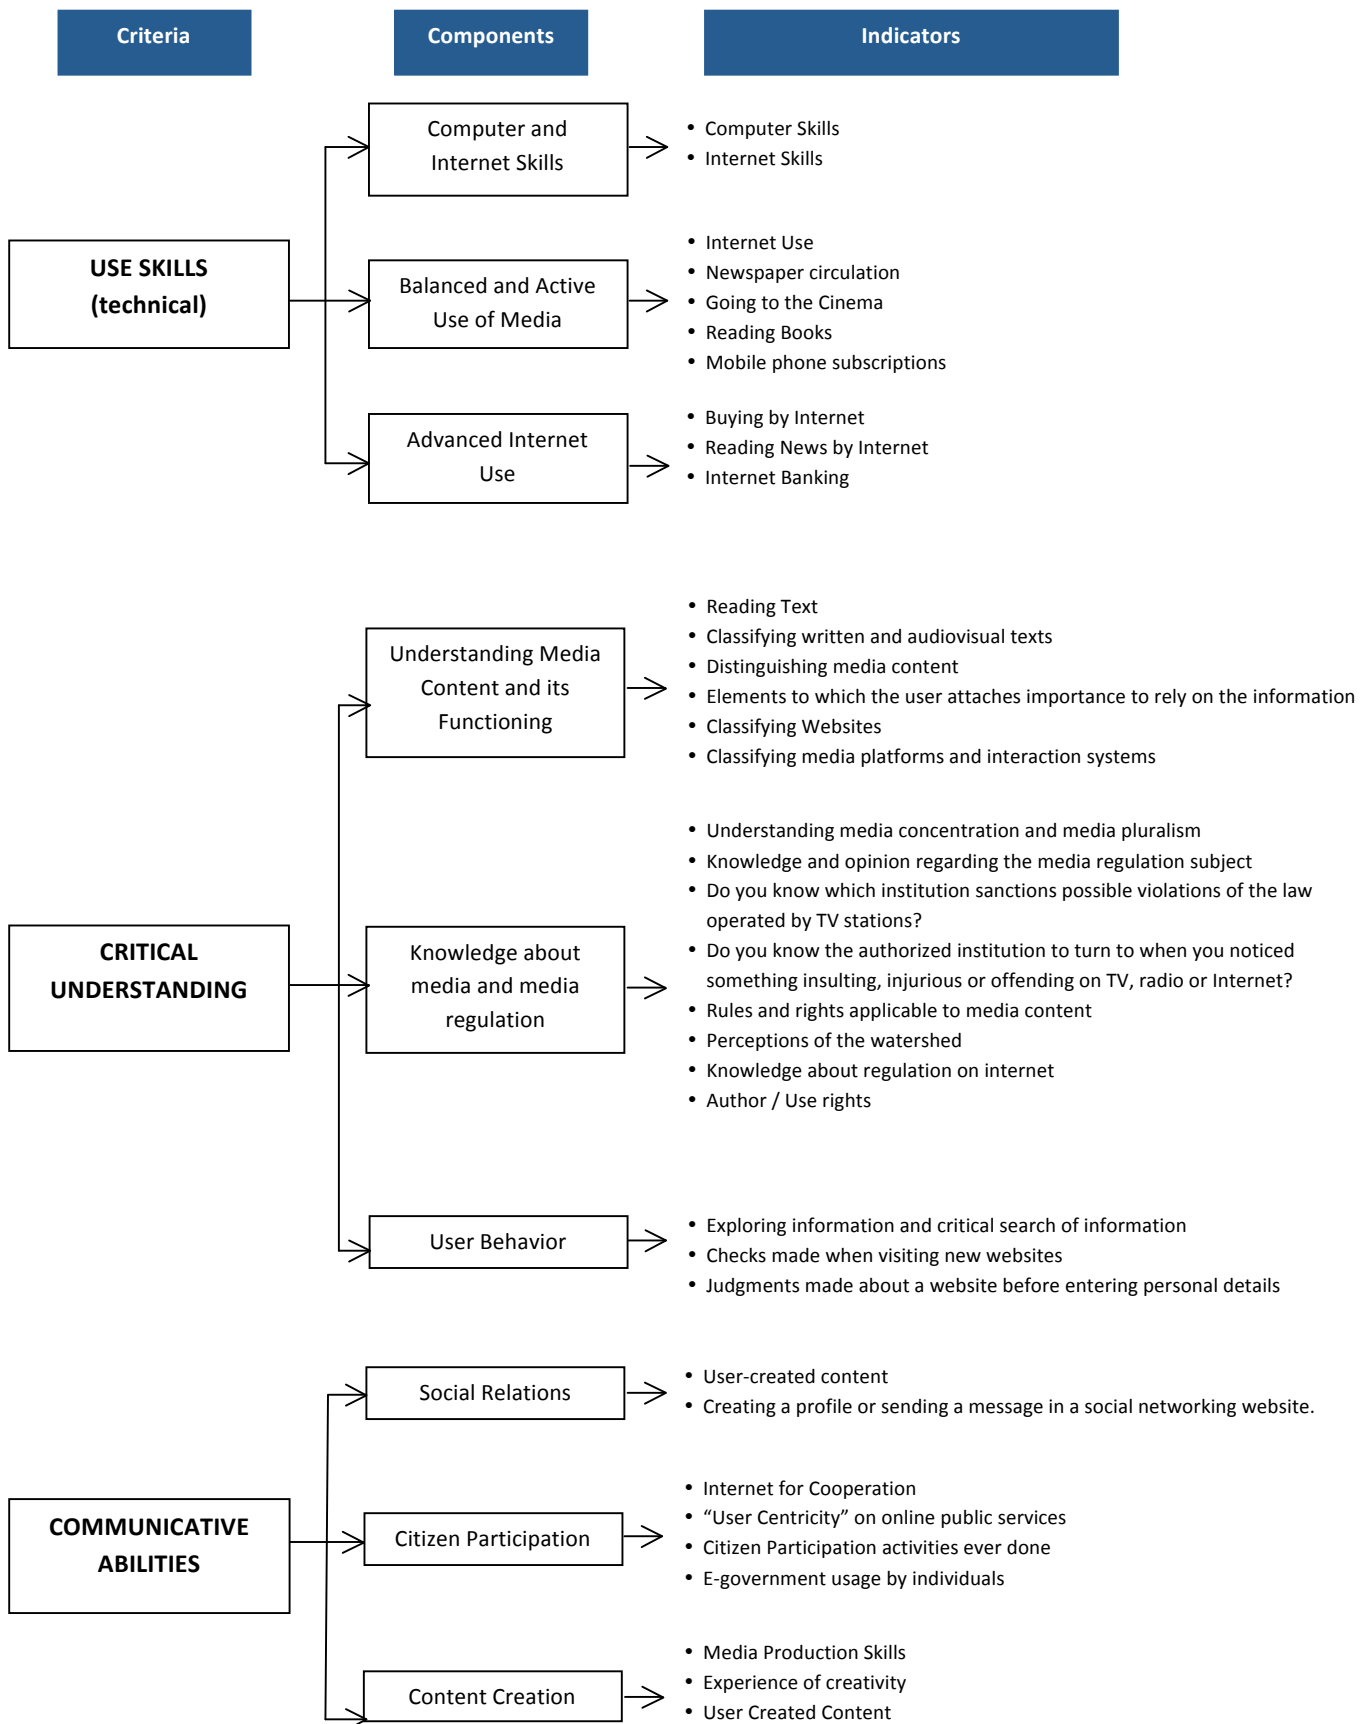 Criteria
Components
Indicators
USE SKILLS
(technical)
Computer and
Internet Skills
• Computer Skills
• Internet Skills
Balanced and Active
Use of Media
• Internet Use
• Newspaper circulation
• Going to the Cinema
• Reading Books
• Mobile phone subscriptions
Advanced Internet
Use
• Buying by Internet
• Reading News by Internet
• Internet Banking
CRITICAL
UNDERSTANDING
Understanding Media
Content and its
Functioning
• Reading Text
• Classifying written and audiovisual texts
• Distinguishing media content
• Elements to which the user attaches importance to rely on the information
• Classifying Websites
• Classifying media platforms and interaction systems
Knowledge about
media and media
regulation
• Understanding media concentration and media pluralism
• Knowledge and opinion regarding the media regulation subject
• Do you know which institution sanctions possible violations of the law
operated by TV stations?
• Do you know the authorized institution to turn to when you noticed
something insulting, injurious or offending on TV, radio or Internet?
• Rules and rights applicable to media content
• Perceptions of the watershed
• Knowledge about regulation on internet
• Author / Use rights
User Behavior
• Exploring information and critical search of information
• Checks made when visiting new websites
• Judgments made about a website before entering personal details
COMMUNICATIVE
ABILITIES
Social Relations
• User-created content
• Creating a profile or sending a message in a social networking website.
Citizen Participation
• Internet for Cooperation
• “User Centricity” on online public services
• Citizen Participation activities ever done
• E-government usage by individuals
Content Creation
• Media Production Skills
• Experience of creativity
• User Created Content